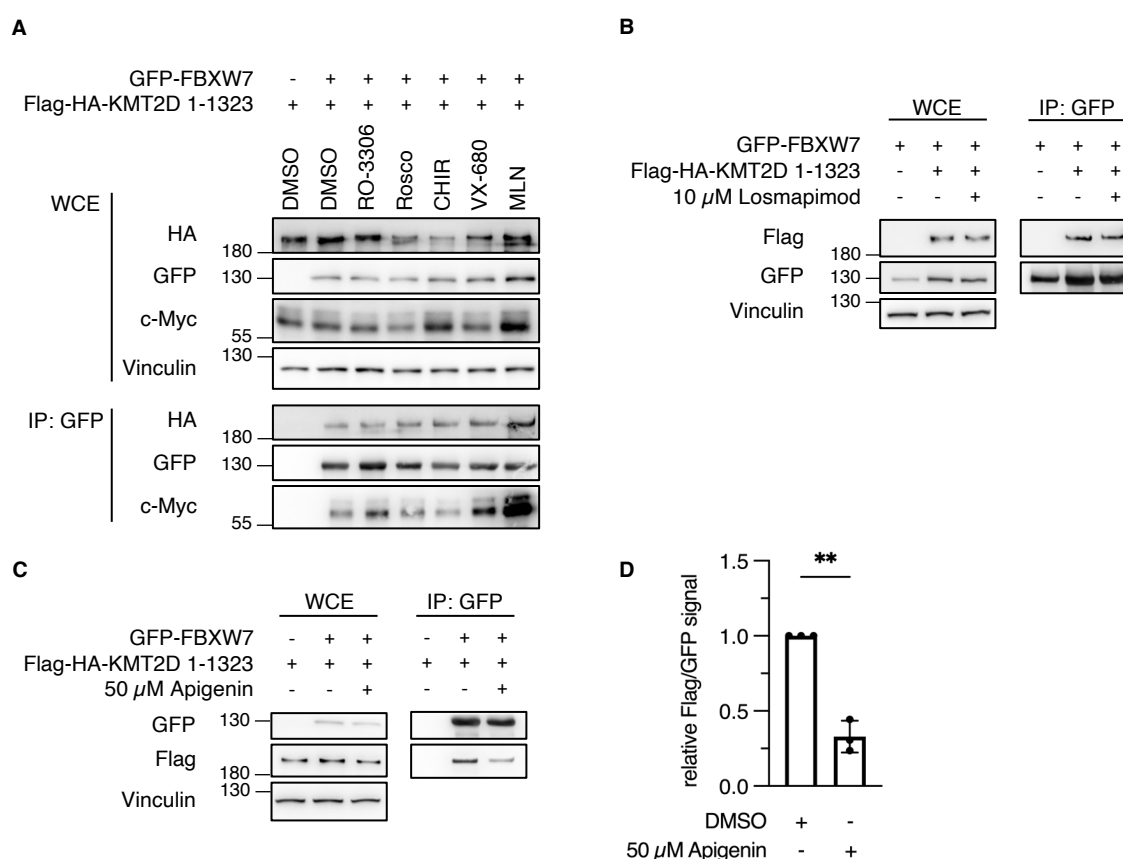 A
GFP-FBXW7 - + + + + + +
Flag-HA-KMT2D 1-1323 + + + + + + +
DMSO DMSO RO-3306 Rosco CHIR VX-680 MLN
WCE
HA 180
GFP 130
c-Myc 55
Vinculin 130
IP: GFP
HA 180
GFP 130
c-Myc 55
B
WCE IP: GFP
GFP-FBXW7 + + + + + +
Flag-HA-KMT2D 1-1323 - + + - + +
10 µM Losmapimod - - + - - +
Flag 180
GFP 130
Vinculin 130
C
WCE IP: GFP
GFP-FBXW7 - + + - + +
Flag-HA-KMT2D 1-1323 + + + + + +
50 µM Apigenin - - + - - +
GFP 130
Flag 180
Vinculin 130
D
relative Flag/GFP signal
1.5
1.0
0.5
0.0
**
DMSO + -
50 µM Apigenin - +